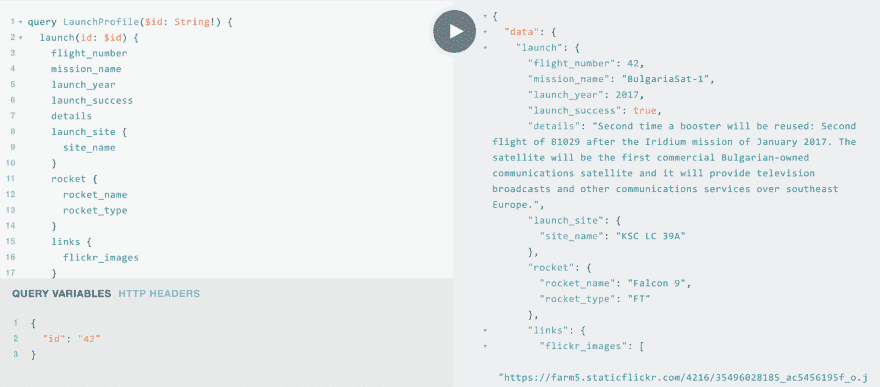 1 query LaunchProfile($id: String!) {
2 launch(id: $id) {
3 flight_number
4 mission_name
5 launch_year
6 launch_success
7 details
8 launch_site {
9 site_name
10 }
11 rocket {
12 rocket_name
13 rocket_type
14 }
15 links {
16 flickr_images
17 }
QUERY VARIABLES HTTP HEADERS
1 {
2 "id": "42"
3 }
{
"data": {
"launch": {
"flight_number": 42,
"mission_name": "BulgariaSat-1",
"launch_year": 2017,
"launch_success": true,
"details": "Second time a booster will be reused: Second
flight of B1029 after the Iridium mission of January 2017. The
satellite will be the first commercial Bulgarian-owned
communications satellite and it will provide television
broadcasts and other communications services over southeast
Europe.",
"launch_site": {
"site_name": "KSC LC 39A"
},
"rocket": {
"rocket_name": "Falcon 9",
"rocket_type": "FT"
},
"links": {
"flickr_images": [
"https://farm5.staticflickr.com/4216/35496028185_ac5456195f_o.j